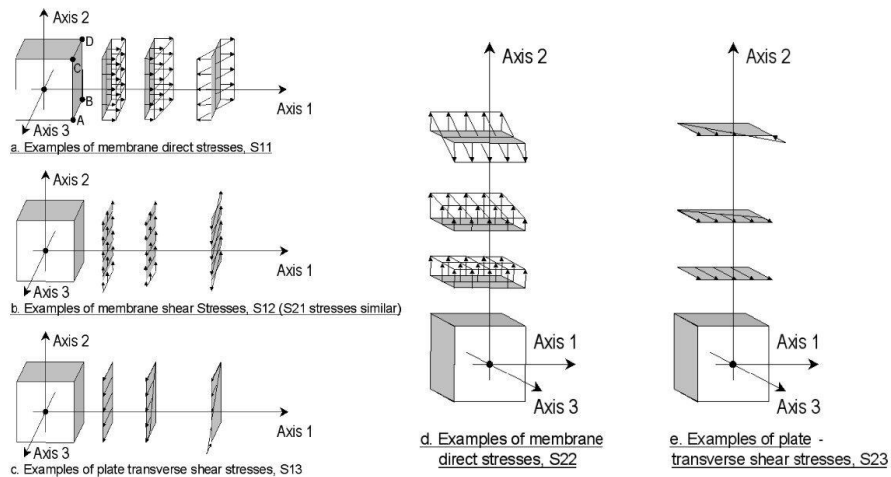 Axis 2
D
C
B
A
Axis 1
Axis 3
a. Examples of membrane direct stresses, S11
Axis 2
Axis 1
Axis 3
b. Examples of membrane shear Stresses, S12 (S21 stresses similar)
Axis 2
Axis 1
Axis 3
c. Examples of plate transverse shear stresses, S13
Axis 2
Axis 1
Axis 3
d. Examples of membrane
direct stresses, S22
Axis 2
Axis 1
Axis 3
e. Examples of plate -
transverse shear stresses, S23